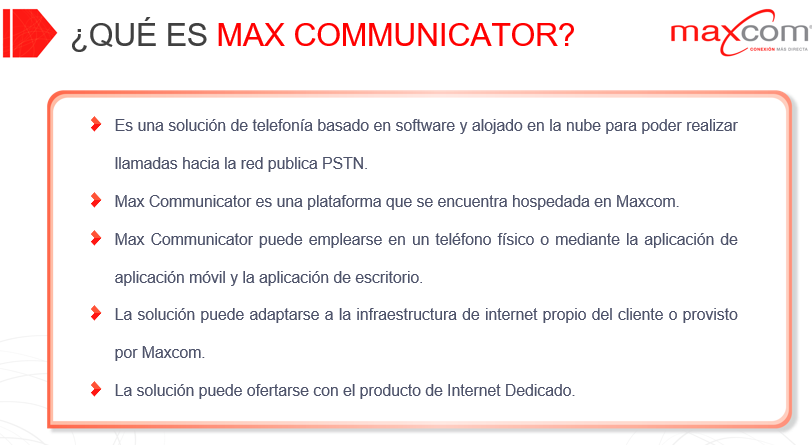 ¿QUÉ ES MAX COMMUNICATOR?
maxcom
CONEXIÓN MÁS DIRECTA
Es una solución de telefonía basado en software y alojado en la nube para poder realizar
llamadas hacia la red publica PSTN.
Max Communicator es una plataforma que se encuentra hospedada en Maxcom.
Max Communicator puede emplearse en un teléfono físico o mediante la aplicación de
aplicación móvil y la aplicación de escritorio.
La solución puede adaptarse a la infraestructura de internet propio del cliente o provisto
por Maxcom.
La solución puede ofertarse con el producto de Internet Dedicado.